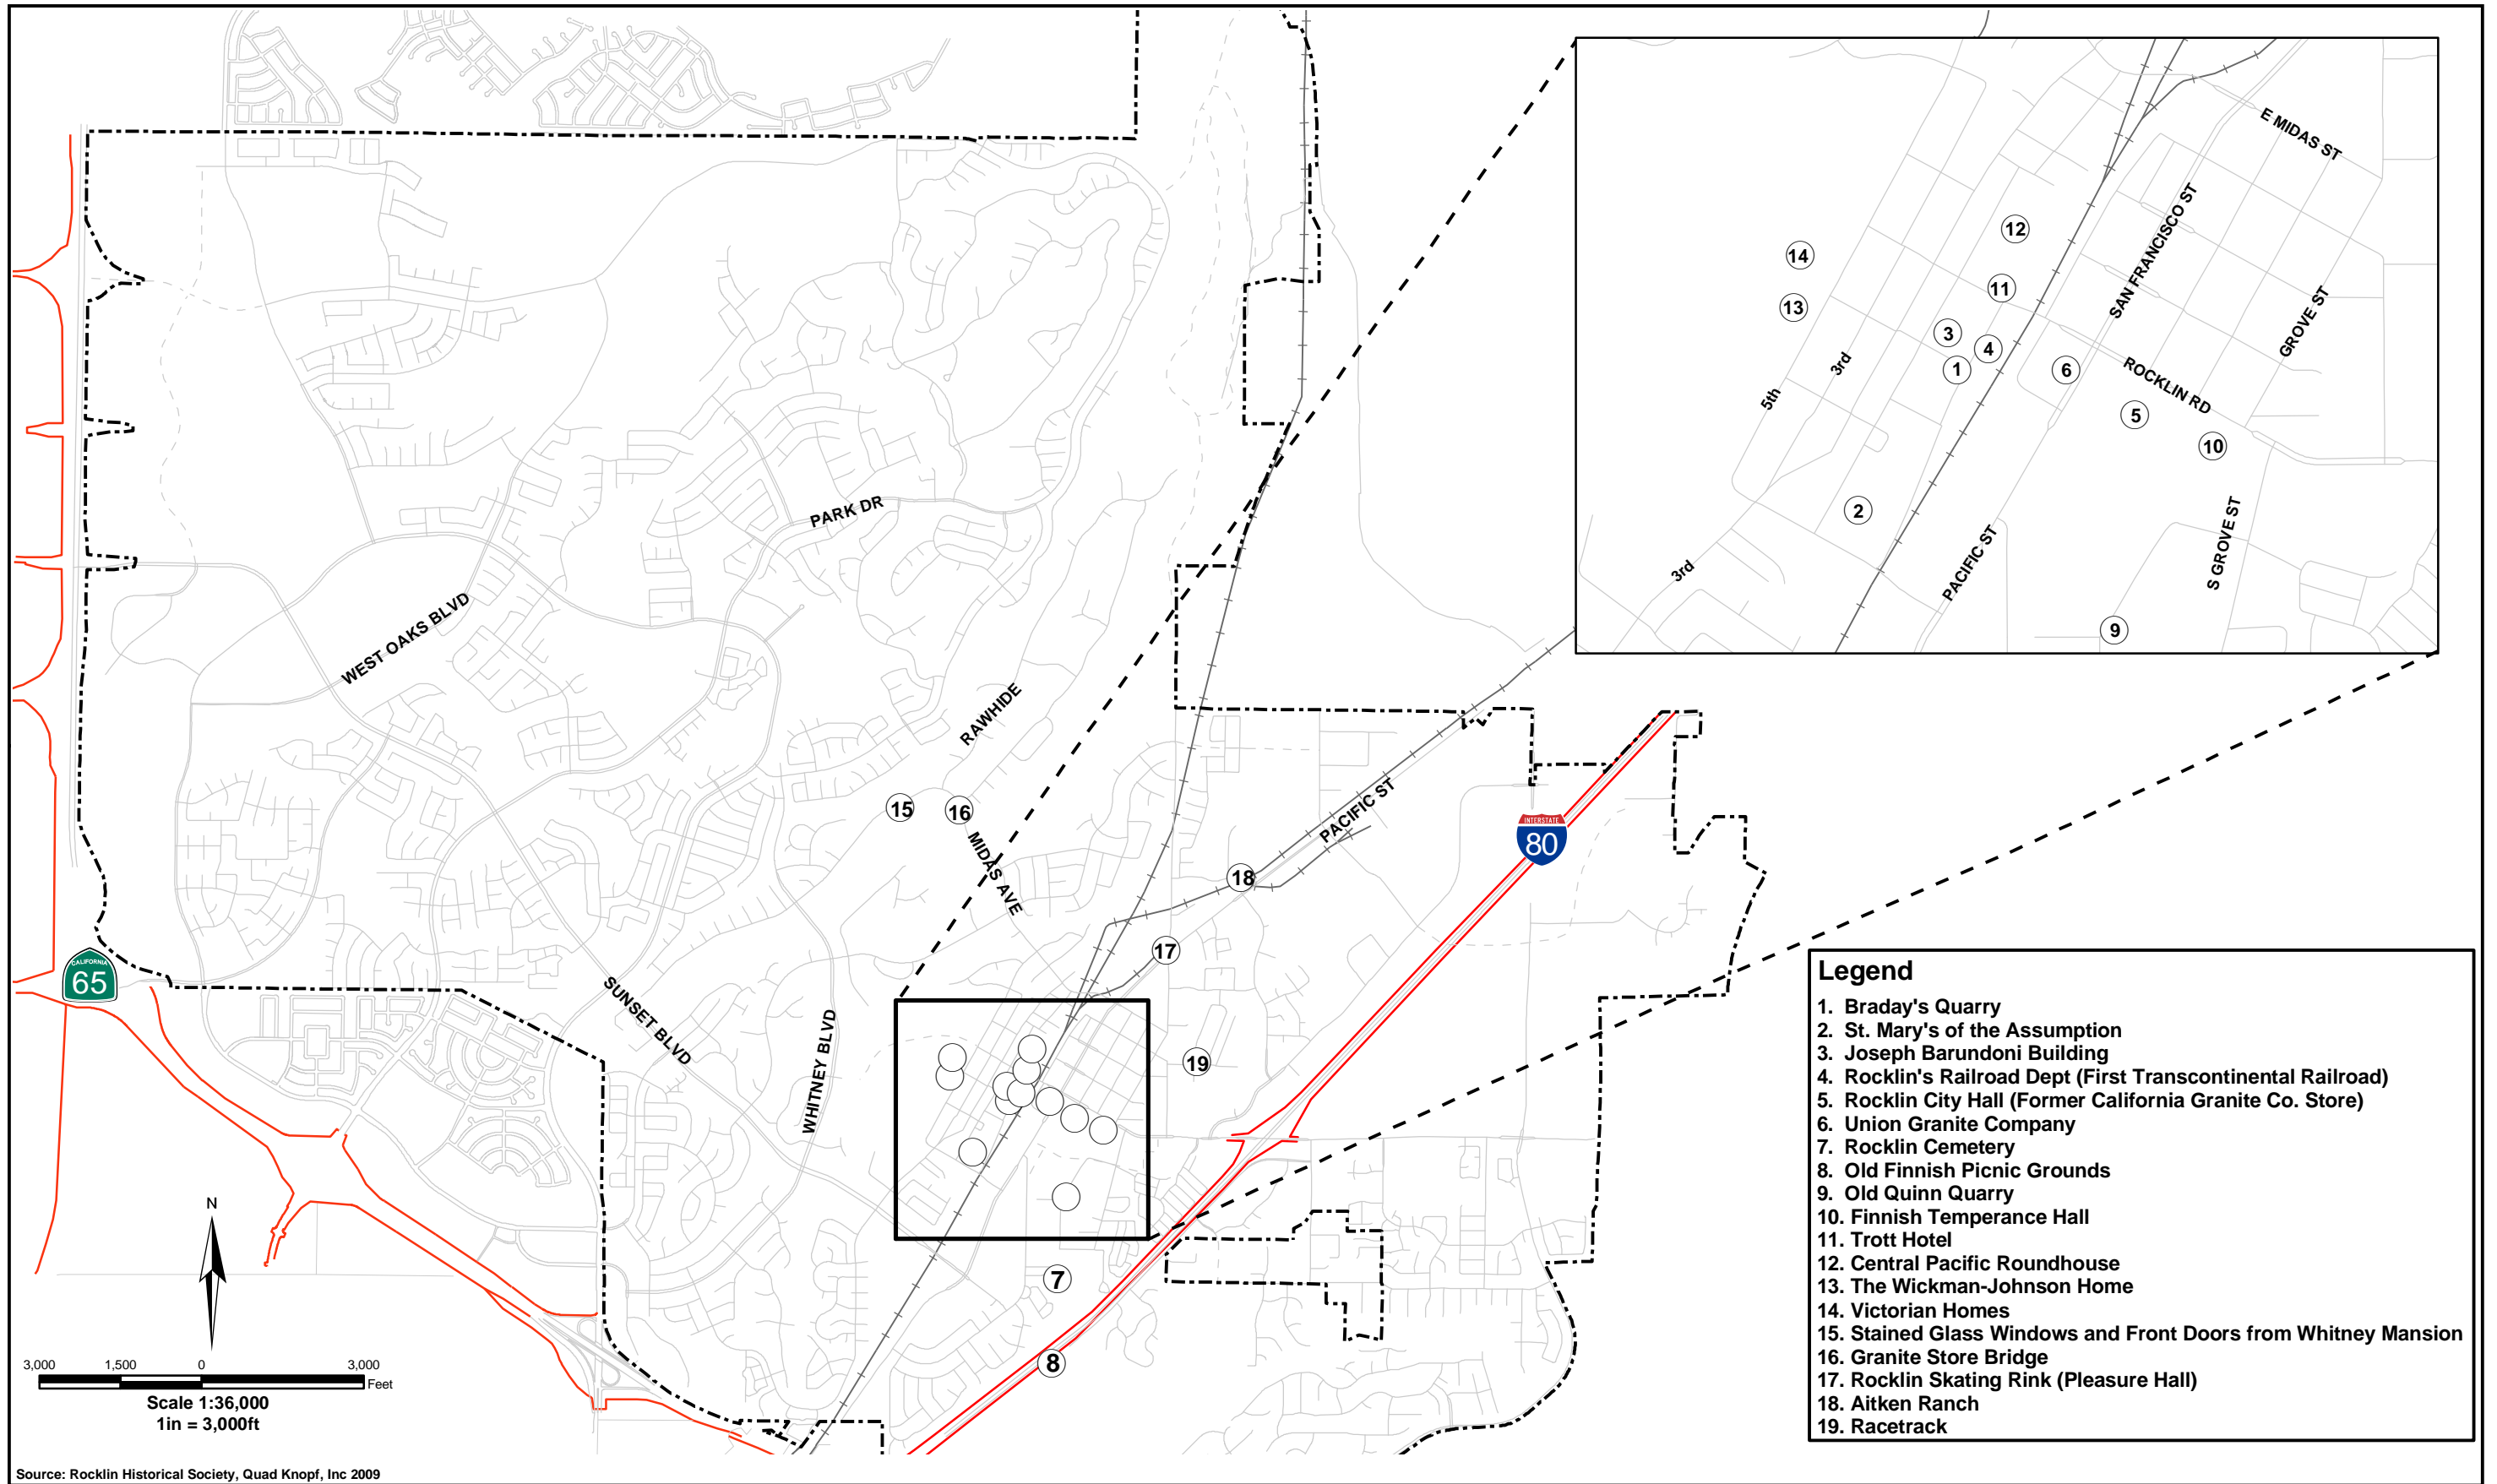 E MIDAS ST
SAN FRANCISCO ST
12
14
11
13
GROVE ST
3
4
1
6
3rd
ROCKLIN RD
5th
5
10
2
S GROVE ST
PACIFIC ST
3rd
9
PARK DR
WEST OAKS BLVD
RAWHIDE
15
16
MIDAS AVE
PACIFIC ST
INTERSTATE
80
18
17
CALIFORNIA
65
SUNSET BLVD
WHITNEY BLVD
19
7
8
N
3,000 1,500 0 3,000
Feet
Scale 1:36,000
1in = 3,000ft
Legend
1. Braday's Quarry
2. St. Mary's of the Assumption
3. Joseph Barundoni Building
4. Rocklin's Railroad Dept (First Transcontinental Railroad)
5. Rocklin City Hall (Former California Granite Co. Store)
6. Union Granite Company
7. Rocklin Cemetery
8. Old Finnish Picnic Grounds
9. Old Quinn Quarry
10. Finnish Temperance Hall
11. Trott Hotel
12. Central Pacific Roundhouse
13. The Wickman-Johnson Home
14. Victorian Homes
15. Stained Glass Windows and Front Doors from Whitney Mansion
16. Granite Store Bridge
17. Rocklin Skating Rink (Pleasure Hall)
18. Aitken Ranch
19. Racetrack
Source: Rocklin Historical Society, Quad Knopf, Inc 2009